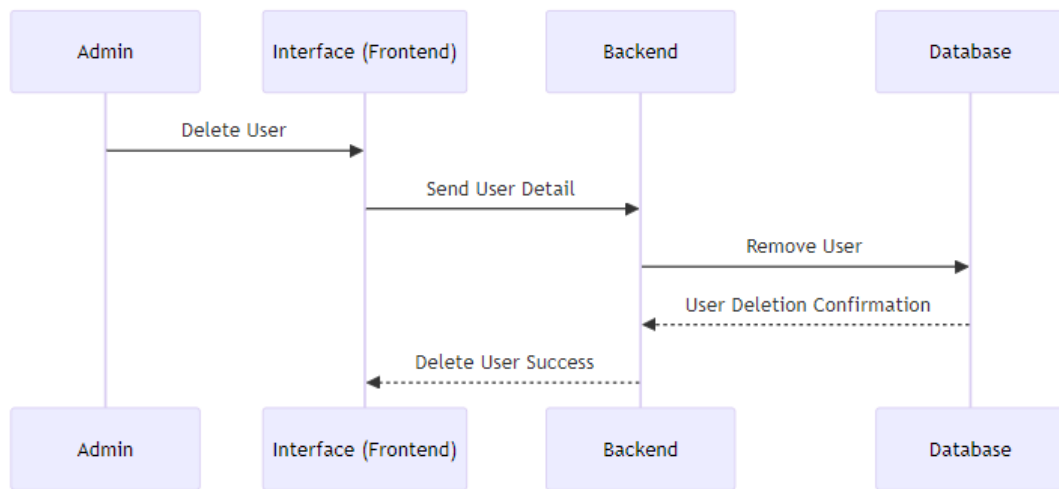 Admin
Interface (Frontend)
Backend
Database
Delete User
Send User Detail
Remove User
User Deletion Confirmation
Delete User Success
Admin
Interface (Frontend)
Backend
Database